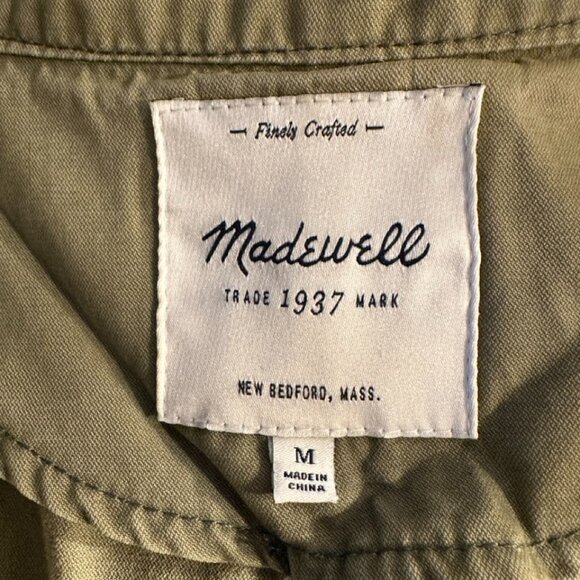 Finely Crafted
Madewell
TRADE 1937 MARK
NEW BEDFORD, MASS.
M
MADE IN
CHINA